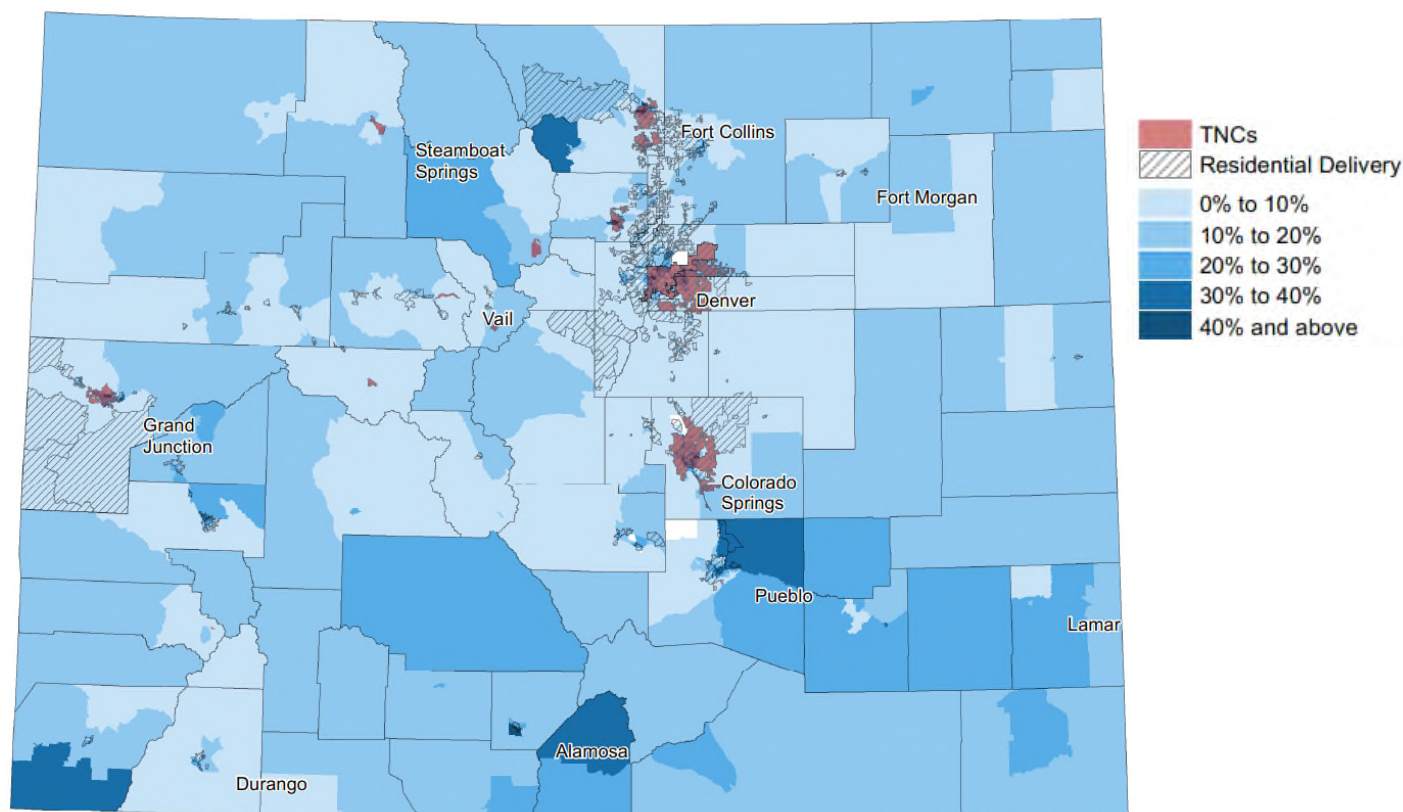 Steamboat
Springs
Fort Collins
Fort Morgan
Vail
Denver
Grand
Junction
Colorado
Springs
Pueblo
Lamar
Alamosa
Durango
TNCs
Residential Delivery
0% to 10%
10% to 20%
20% to 30%
30% to 40%
40% and above